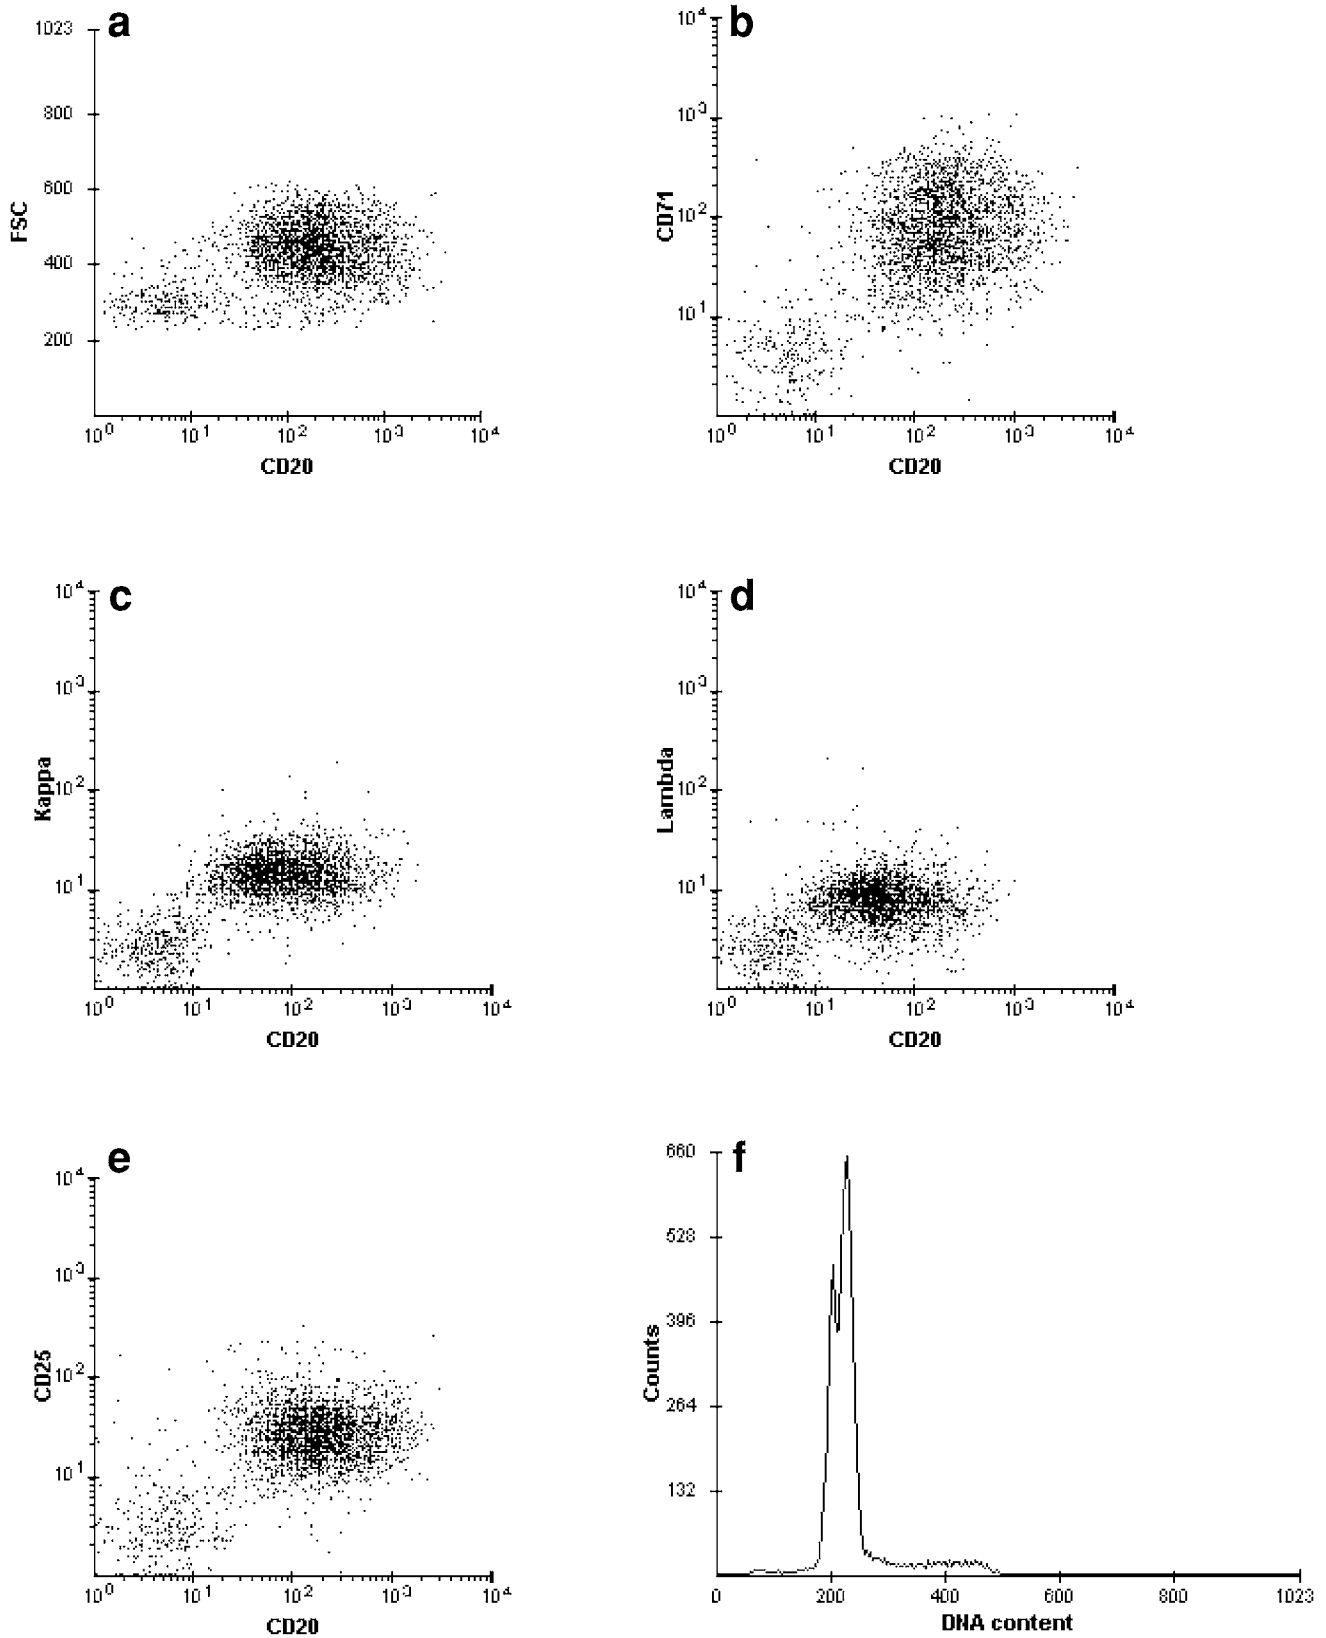 a
1023
800
600
400
200
FSC
10⁰ 10¹ 10² 10³ 10⁴
CD20
b
10⁴
10³
10²
10¹
CD71
10⁰ 10¹ 10² 10³ 10⁴
CD20
c
10⁴
10³
10²
10¹
Kappa
10⁰ 10¹ 10² 10³ 10⁴
CD20
d
10⁴
10³
10²
10¹
Lambda
10⁰ 10¹ 10² 10³ 10⁴
CD20
e
10⁴
10³
10²
10¹
CD25
10⁰ 10¹ 10² 10³ 10⁴
CD20
f
660
528
396
264
132
Counts
0 200 400 600 800 1023
DNA content